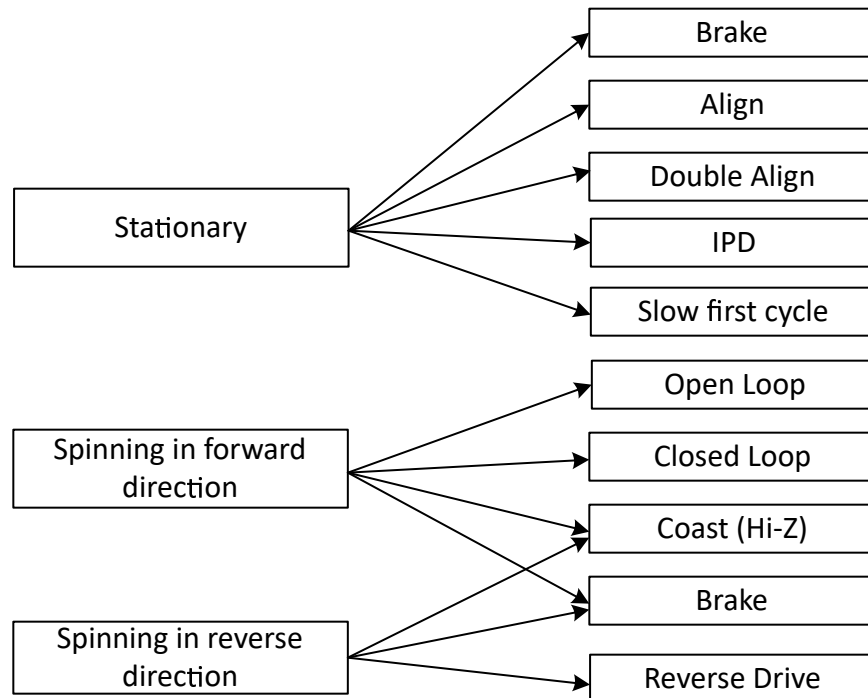 Brake
Align
Double Align
Stationary
IPD
Slow first cycle
Open Loop
Spinning in forward
direction
Closed Loop
Coast (Hi-Z)
Brake
Spinning in reverse
direction
Reverse Drive